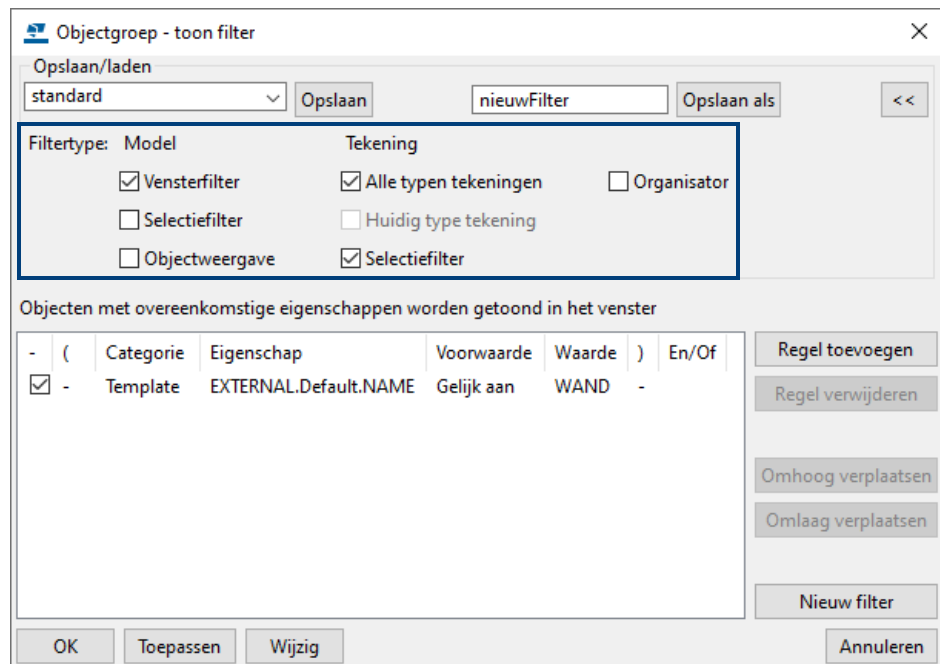 Objectgroep - toon filter
Opslaan/laden
standard Opslaan nieuwFilter Opslaan als <<
Filtertype: Model Tekening
Vensterfilter Alle typen tekeningen Organisator
Selectiefilter Huidig type tekening
Objectweergave Selectiefilter
Objecten met overeenkomstige eigenschappen worden getoond in het venster
- ( Categorie Eigenschap Voorwaarde Waarde ) En/Of Regel toevoegen
- Template EXTERNAL.Default.NAME Gelijk aan WAND - Regel verwijderen
Omhoog verplaatsen
Omlaag verplaatsen
Nieuw filter
OK Toepassen Wijzig Annuleren